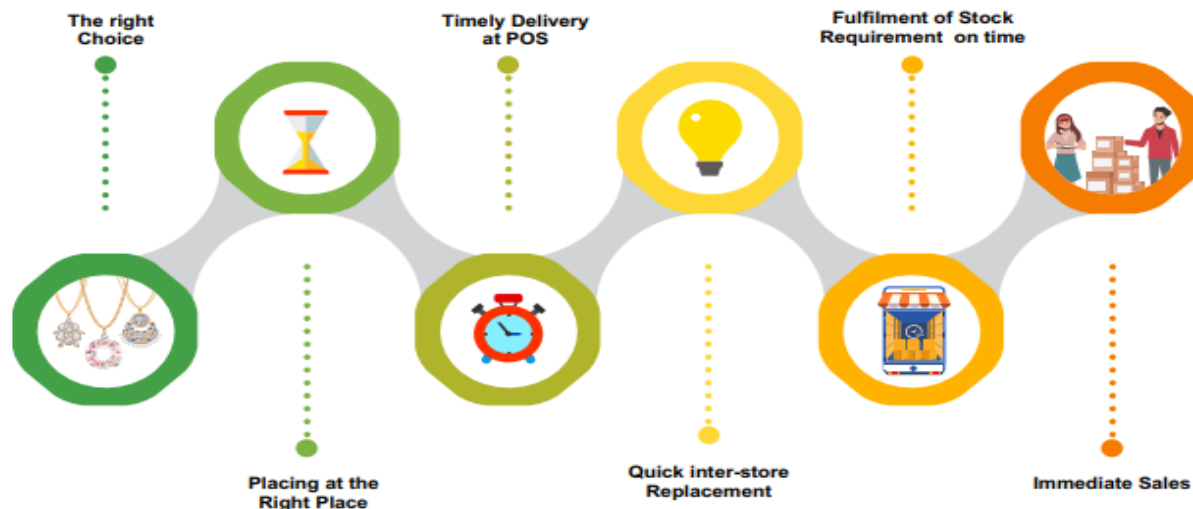 The right
Choice
Timely Delivery
at POS
Fulfilment of Stock
Requirement on time
Placing at the
Right Place
Quick inter-store
Replacement
Immediate Sales